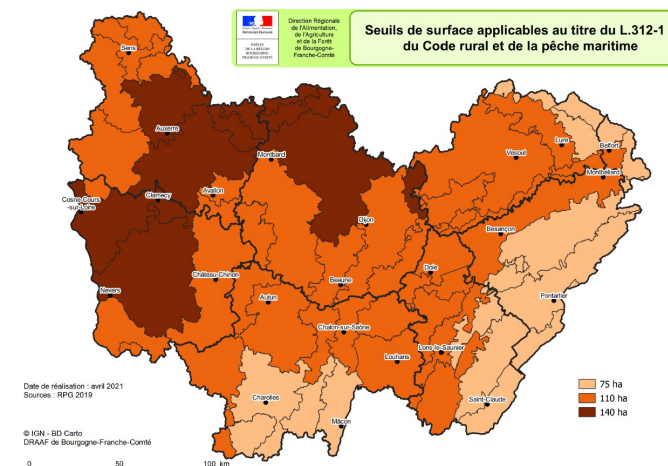 Direction Régionale
de l'Alimentation,
de l'Agriculture
et de la Forêt
de Bourgogne-
Franche-Comté
Seuils de surface applicables au titre du L.312-1
du Code rural et de la pêche maritime
Sens
Auxerre
Montbard
Vesoul
Lure
Belfort
Montbéliard
Avallon
Clamecy
Cosne-Cours
-sur-Loire
Dijon
Besançon
Château-Chinon
Nevers
Beaune
Dole
Autun
Pontarlier
Chalon-sur-Saône
Lons-le-Saunier
Louhans
Charolles
Saint-Claude
Mâcon
75 ha
110 ha
140 ha
Date de réalisation : avril 2021
Sources : RPG 2019
© IGN - BD Carto
DRAAF de Bourgogne-Franche-Comté
0 50 100 km